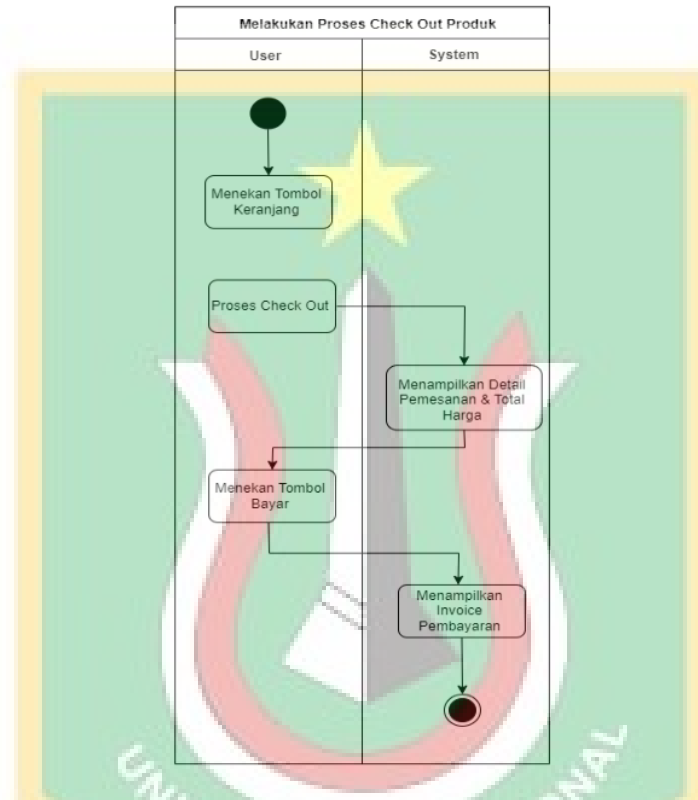 Melakukan Proses Check Out Produk
User
System
Menekan Tombol
Keranjang
Proses Check Out
Menampilkan Detail
Pemesanan & Total
Harga
Menekan Tombol
Bayar
Menampilkan
Invoice
Pembayaran